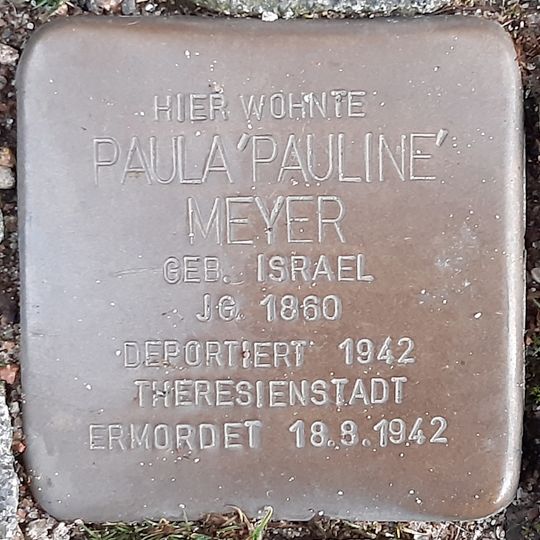 HIER WOHNTE
PAULA 'PAULINE'
MEYER
GEB. ISRAEL
JG. 1860
DEPORTIERT 1942
THERESIENSTADT
ERMORDET 18.8.1942